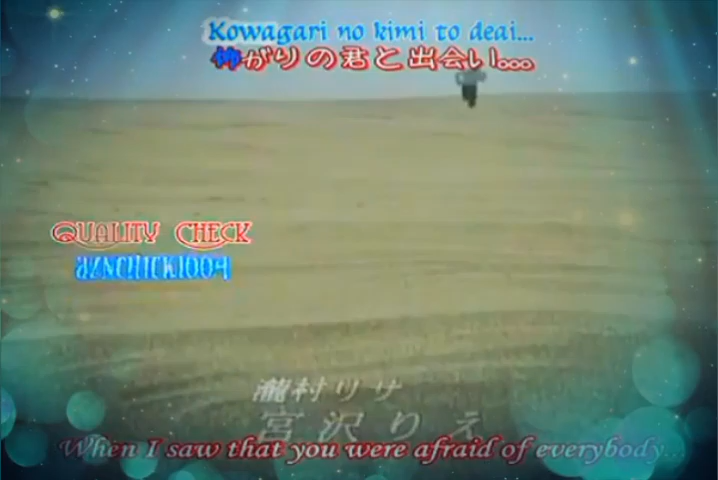 Kowagari no kimi to deai...
怖がりの君と出会い...
QUALITY CHECK
瀧村リサ
宮沢りえ
When I saw that you were afraid of everybody...